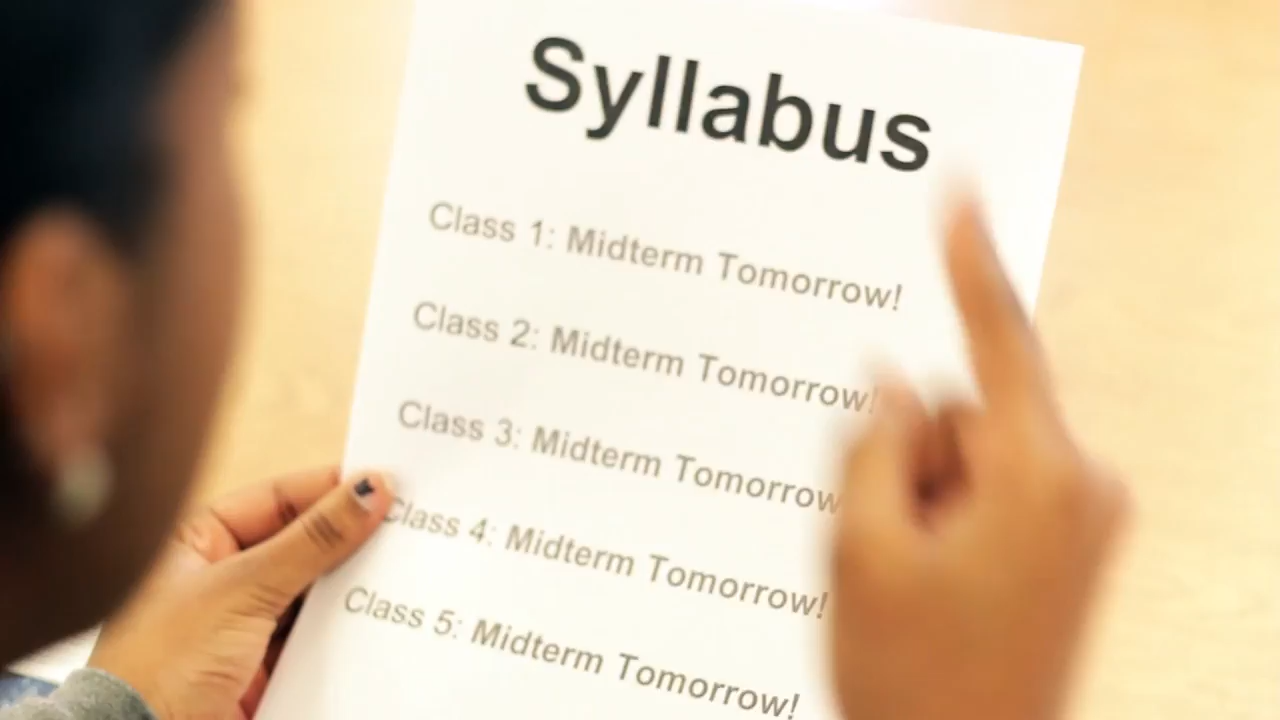 Syllabus
Class 1: Midterm Tomorrow!
Class 2: Midterm Tomorrow!
Class 3: Midterm Tomorrow
Class 4: Midterm Tomorrow!
Class 5: Midterm Tomorrow!